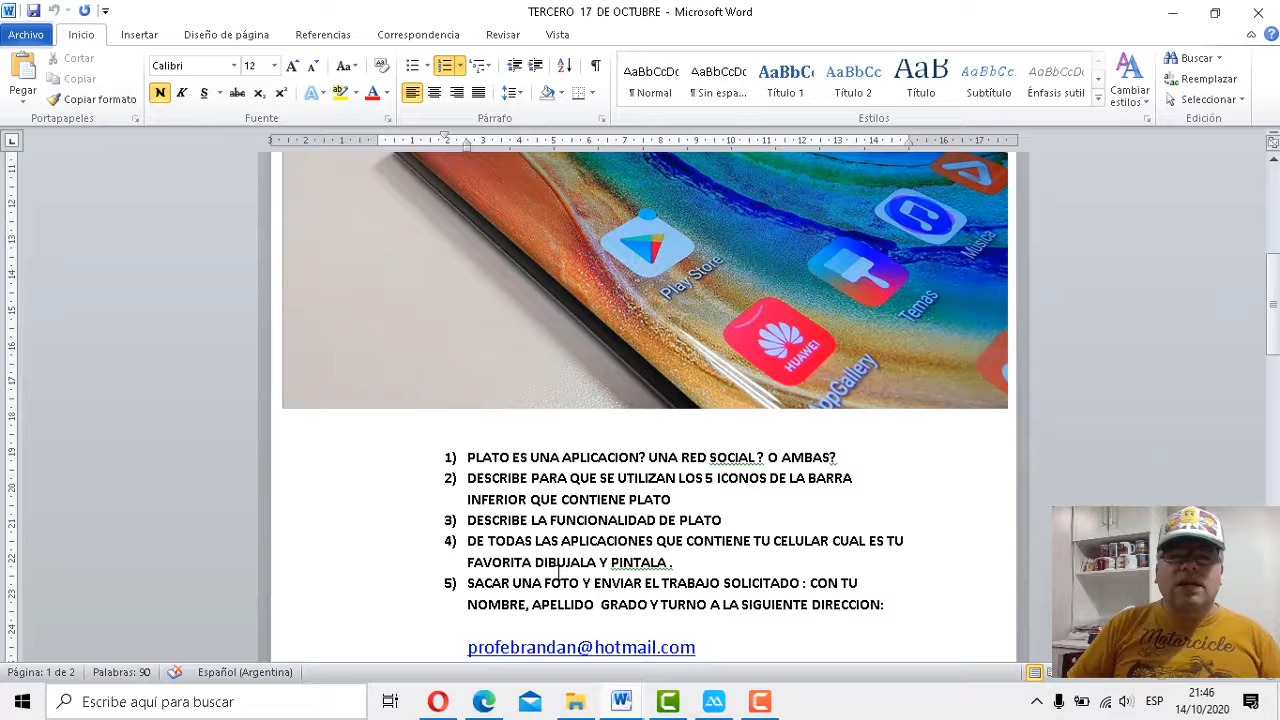 TERCERO 17 DE OCTUBRE - Microsoft Word
Archivo Inicio Insertar Diseño de página Referencias Correspondencia Revisar Vista
Pegar
Cortar
Copiar
Copiar formato
Portapapeles
Calibri 12
Fuente
Párrafo
AaBbCcDc AaBbCcDc AaBbC AaBbCc AaB AaBbCc. AaBbCcDc
¶ Normal ¶ Sin espa... Título 1 Título 2 Título Subtítulo Énfasis sutil
Estilos
Cambiar
estilos
Buscar
Reemplazar
Seleccionar
Edición
Play Store
Musica
Temas
HUAWEI
AppGallery
1) PLATO ES UNA APLICACION? UNA RED SOCIAL ? O AMBAS?
2) DESCRIBE PARA QUE SE UTILIZAN LOS 5 ICONOS DE LA BARRA
INFERIOR QUE CONTIENE PLATO
3) DESCRIBE LA FUNCIONALIDAD DE PLATO
4) DE TODAS LAS APLICACIONES QUE CONTIENE TU CELULAR CUAL ES TU
FAVORITA DIBUJALA Y PINTALA .
5) SACAR UNA FOTO Y ENVIAR EL TRABAJO SOLICITADO : CON TU
NOMBRE, APELLIDO GRADO Y TURNO A LA SIGUIENTE DIRECCION:
profebrandan@hotmail.com
Motorcicle
Página: 1 de 2 Palabras: 90 Español (Argentina)
Escribe aquí para buscar
ESP
21:46
14/10/2020